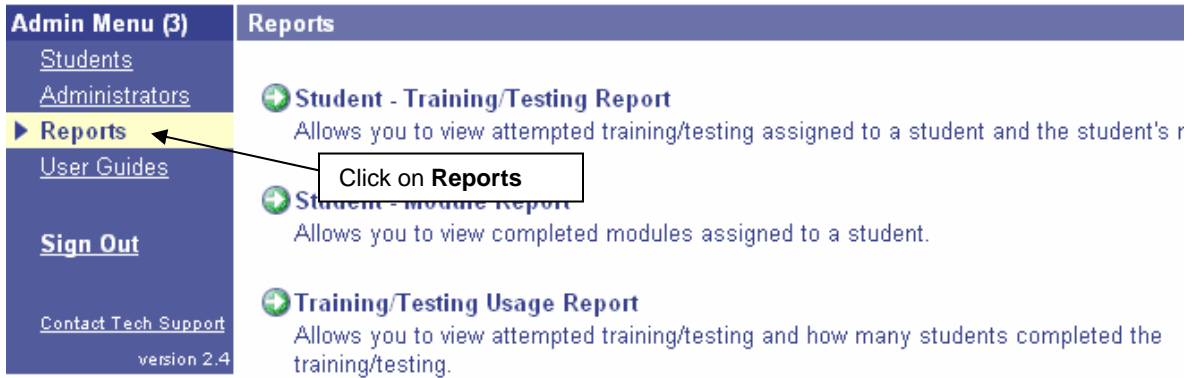 Admin Menu (3)
Students
Administrators
Reports
User Guides
Sign Out
Contact Tech Support
version 2.4
Reports
Student - Training/Testing Report
Allows you to view attempted training/testing assigned to a student and the student's
Click on Reports
Student - Module Report
Allows you to view completed modules assigned to a student.
Training/Testing Usage Report
Allows you to view attempted training/testing and how many students completed the
training/testing.